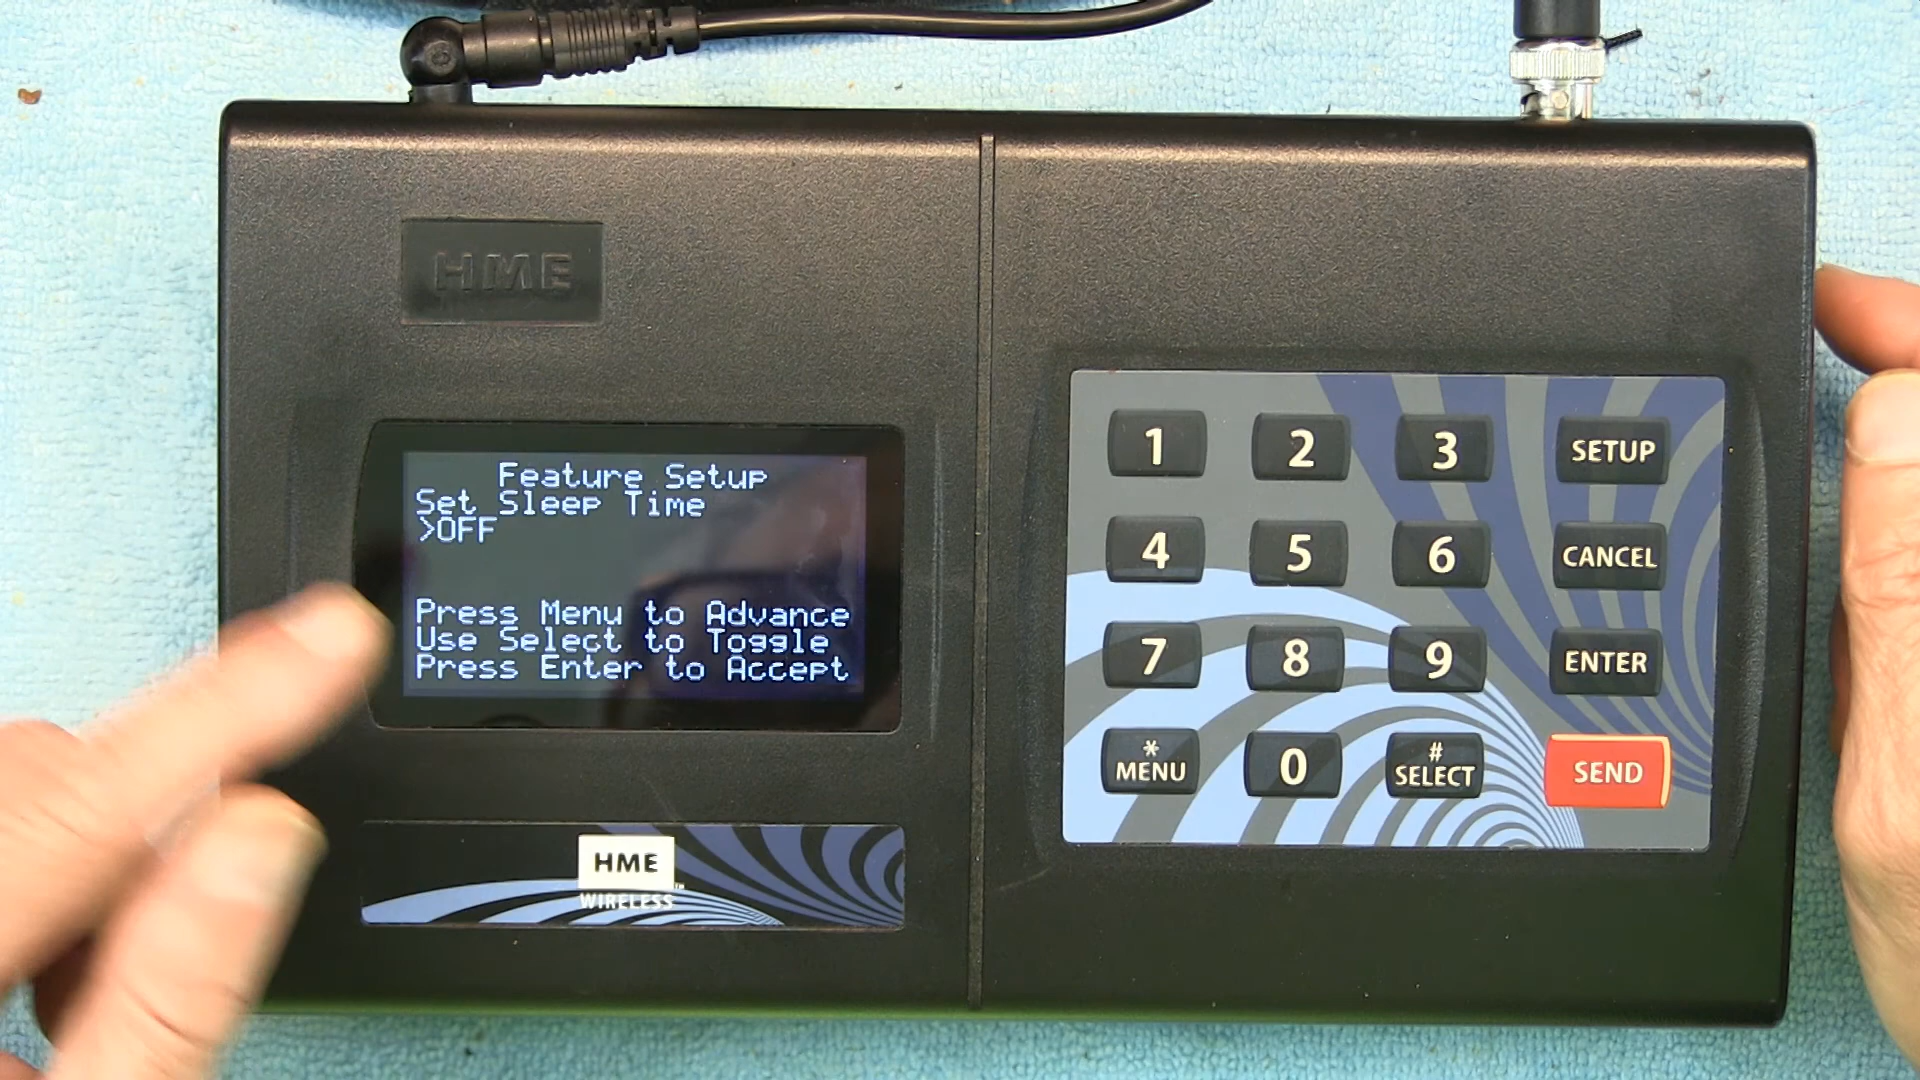 HME
Feature Setup
Set Sleep Time
>OFF
Press Menu to Advance
Use Select to Toggle
Press Enter to Accept
HME
WIRELESS
1 2 3 SETUP
4 5 6 CANCEL
7 8 9 ENTER
* #
MENU 0 SELECT SEND